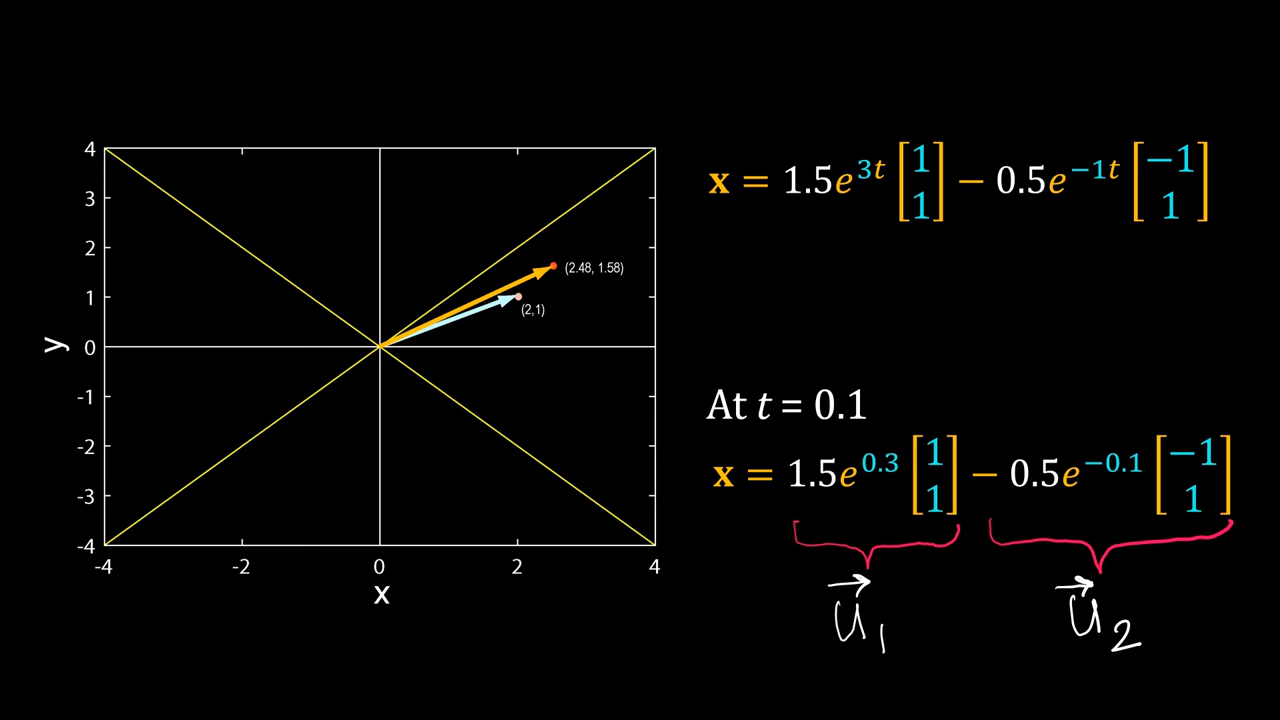 4
3
2
1
0
-1
-2
-3
-4
y
-4 -2 0 2 4
x
(2.48, 1.58)
(2,1)
x = 1.5e^{3t} [1 1] − 0.5e^{−1t} [−1 1]
At t = 0.1
x = 1.5e^{0.3} [1 1] − 0.5e^{−0.1} [−1 1]
u⃗₁ u⃗₂